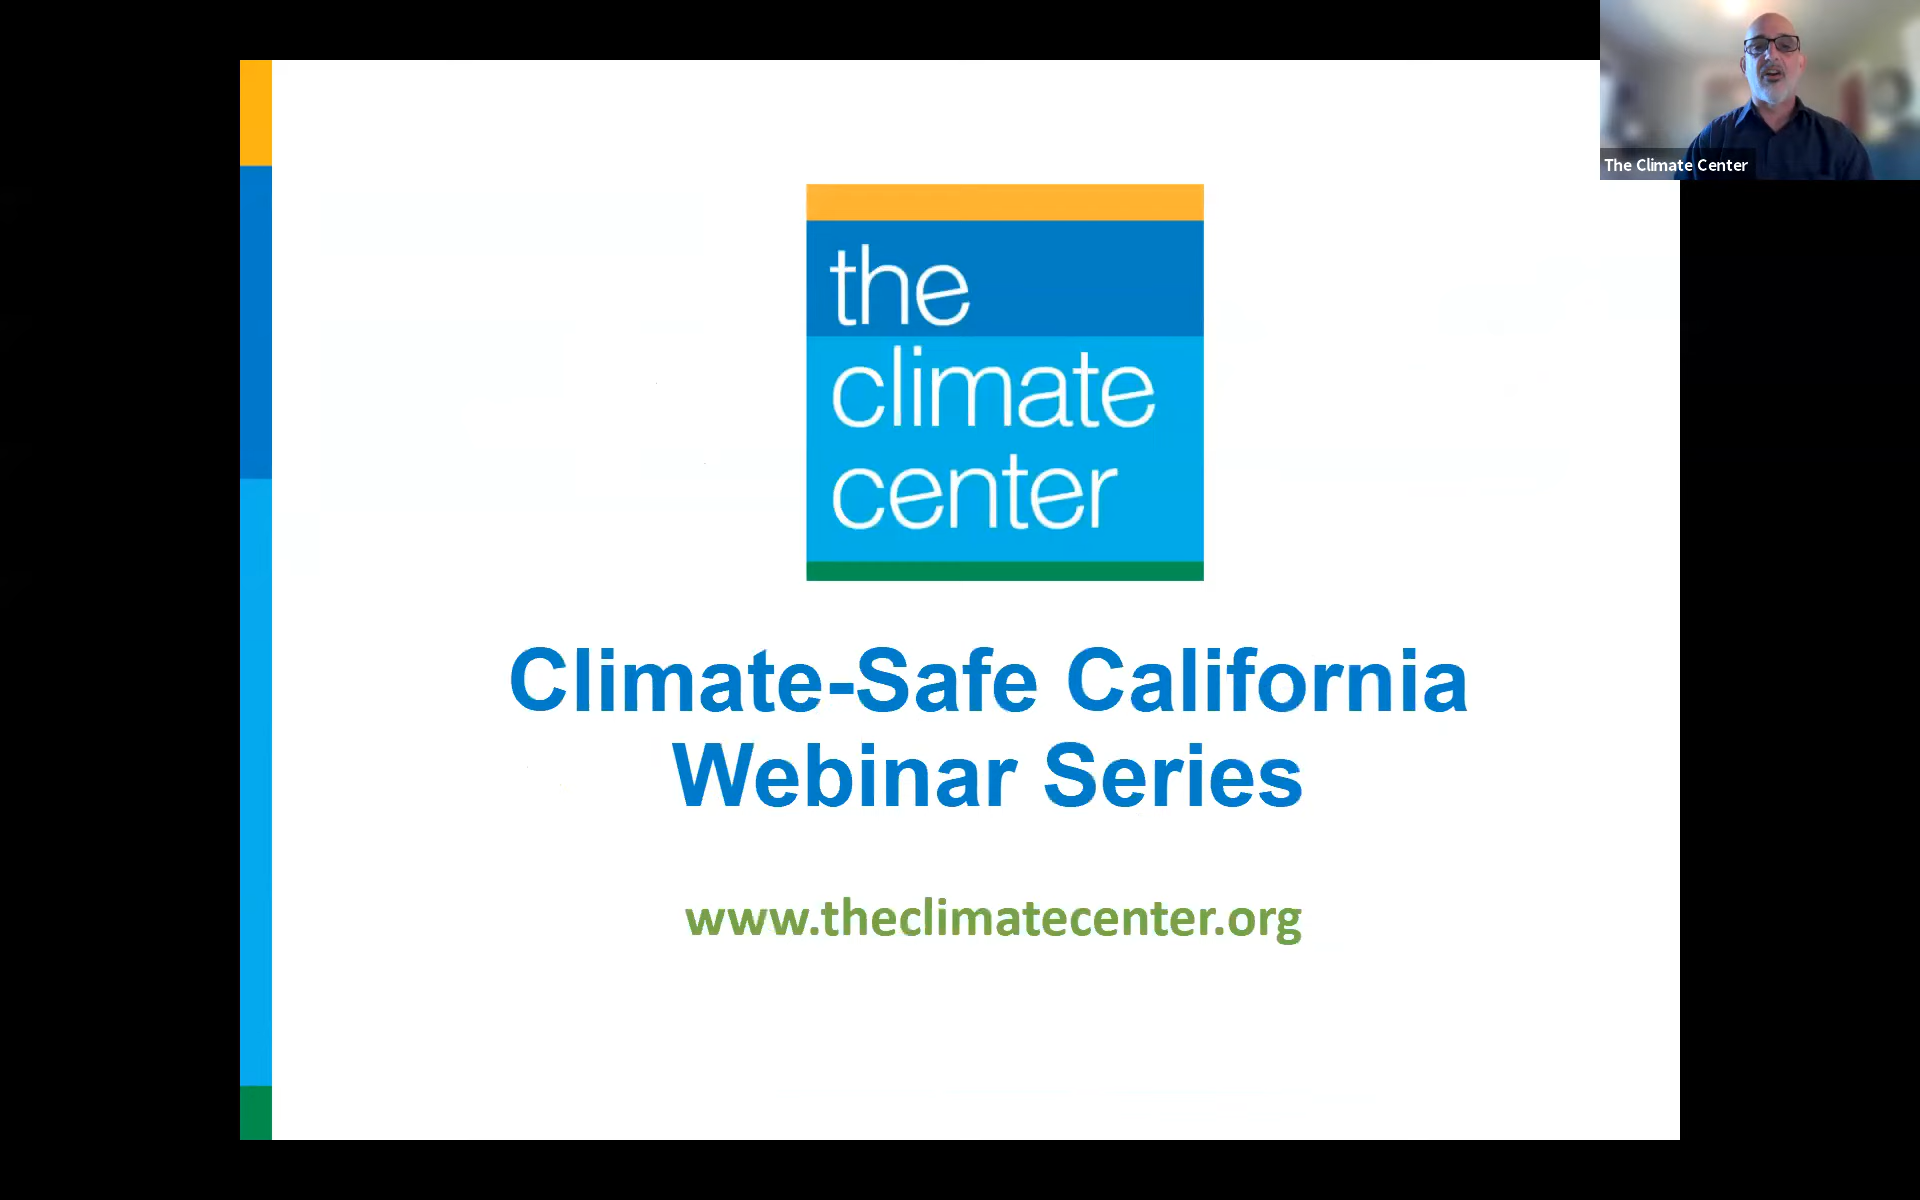 The Climate Center
the
climate
center
Climate-Safe California
Webinar Series
www.theclimatecenter.org